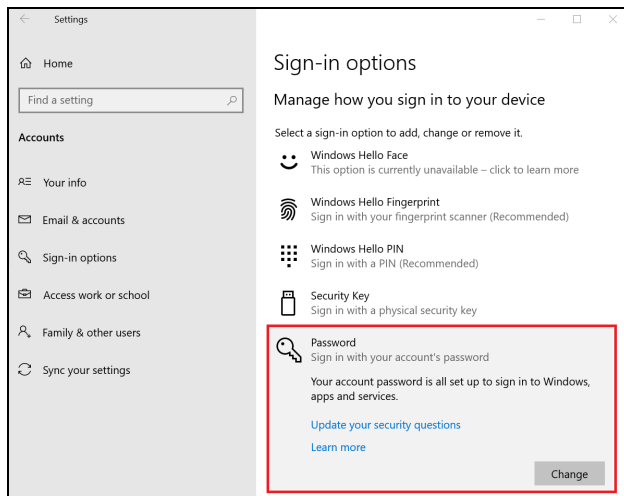 Settings
Home
Find a setting
Accounts
Your info
Email & accounts
Sign-in options
Access work or school
Family & other users
Sync your settings
Sign-in options
Manage how you sign in to your device
Select a sign-in option to add, change or remove it.
Windows Hello Face
This option is currently unavailable – click to learn more
Windows Hello Fingerprint
Sign in with your fingerprint scanner (Recommended)
Windows Hello PIN
Sign in with a PIN (Recommended)
Security Key
Sign in with a physical security key
Password
Sign in with your account's password
Your account password is all set up to sign in to Windows,
apps and services.
Update your security questions
Learn more
Change